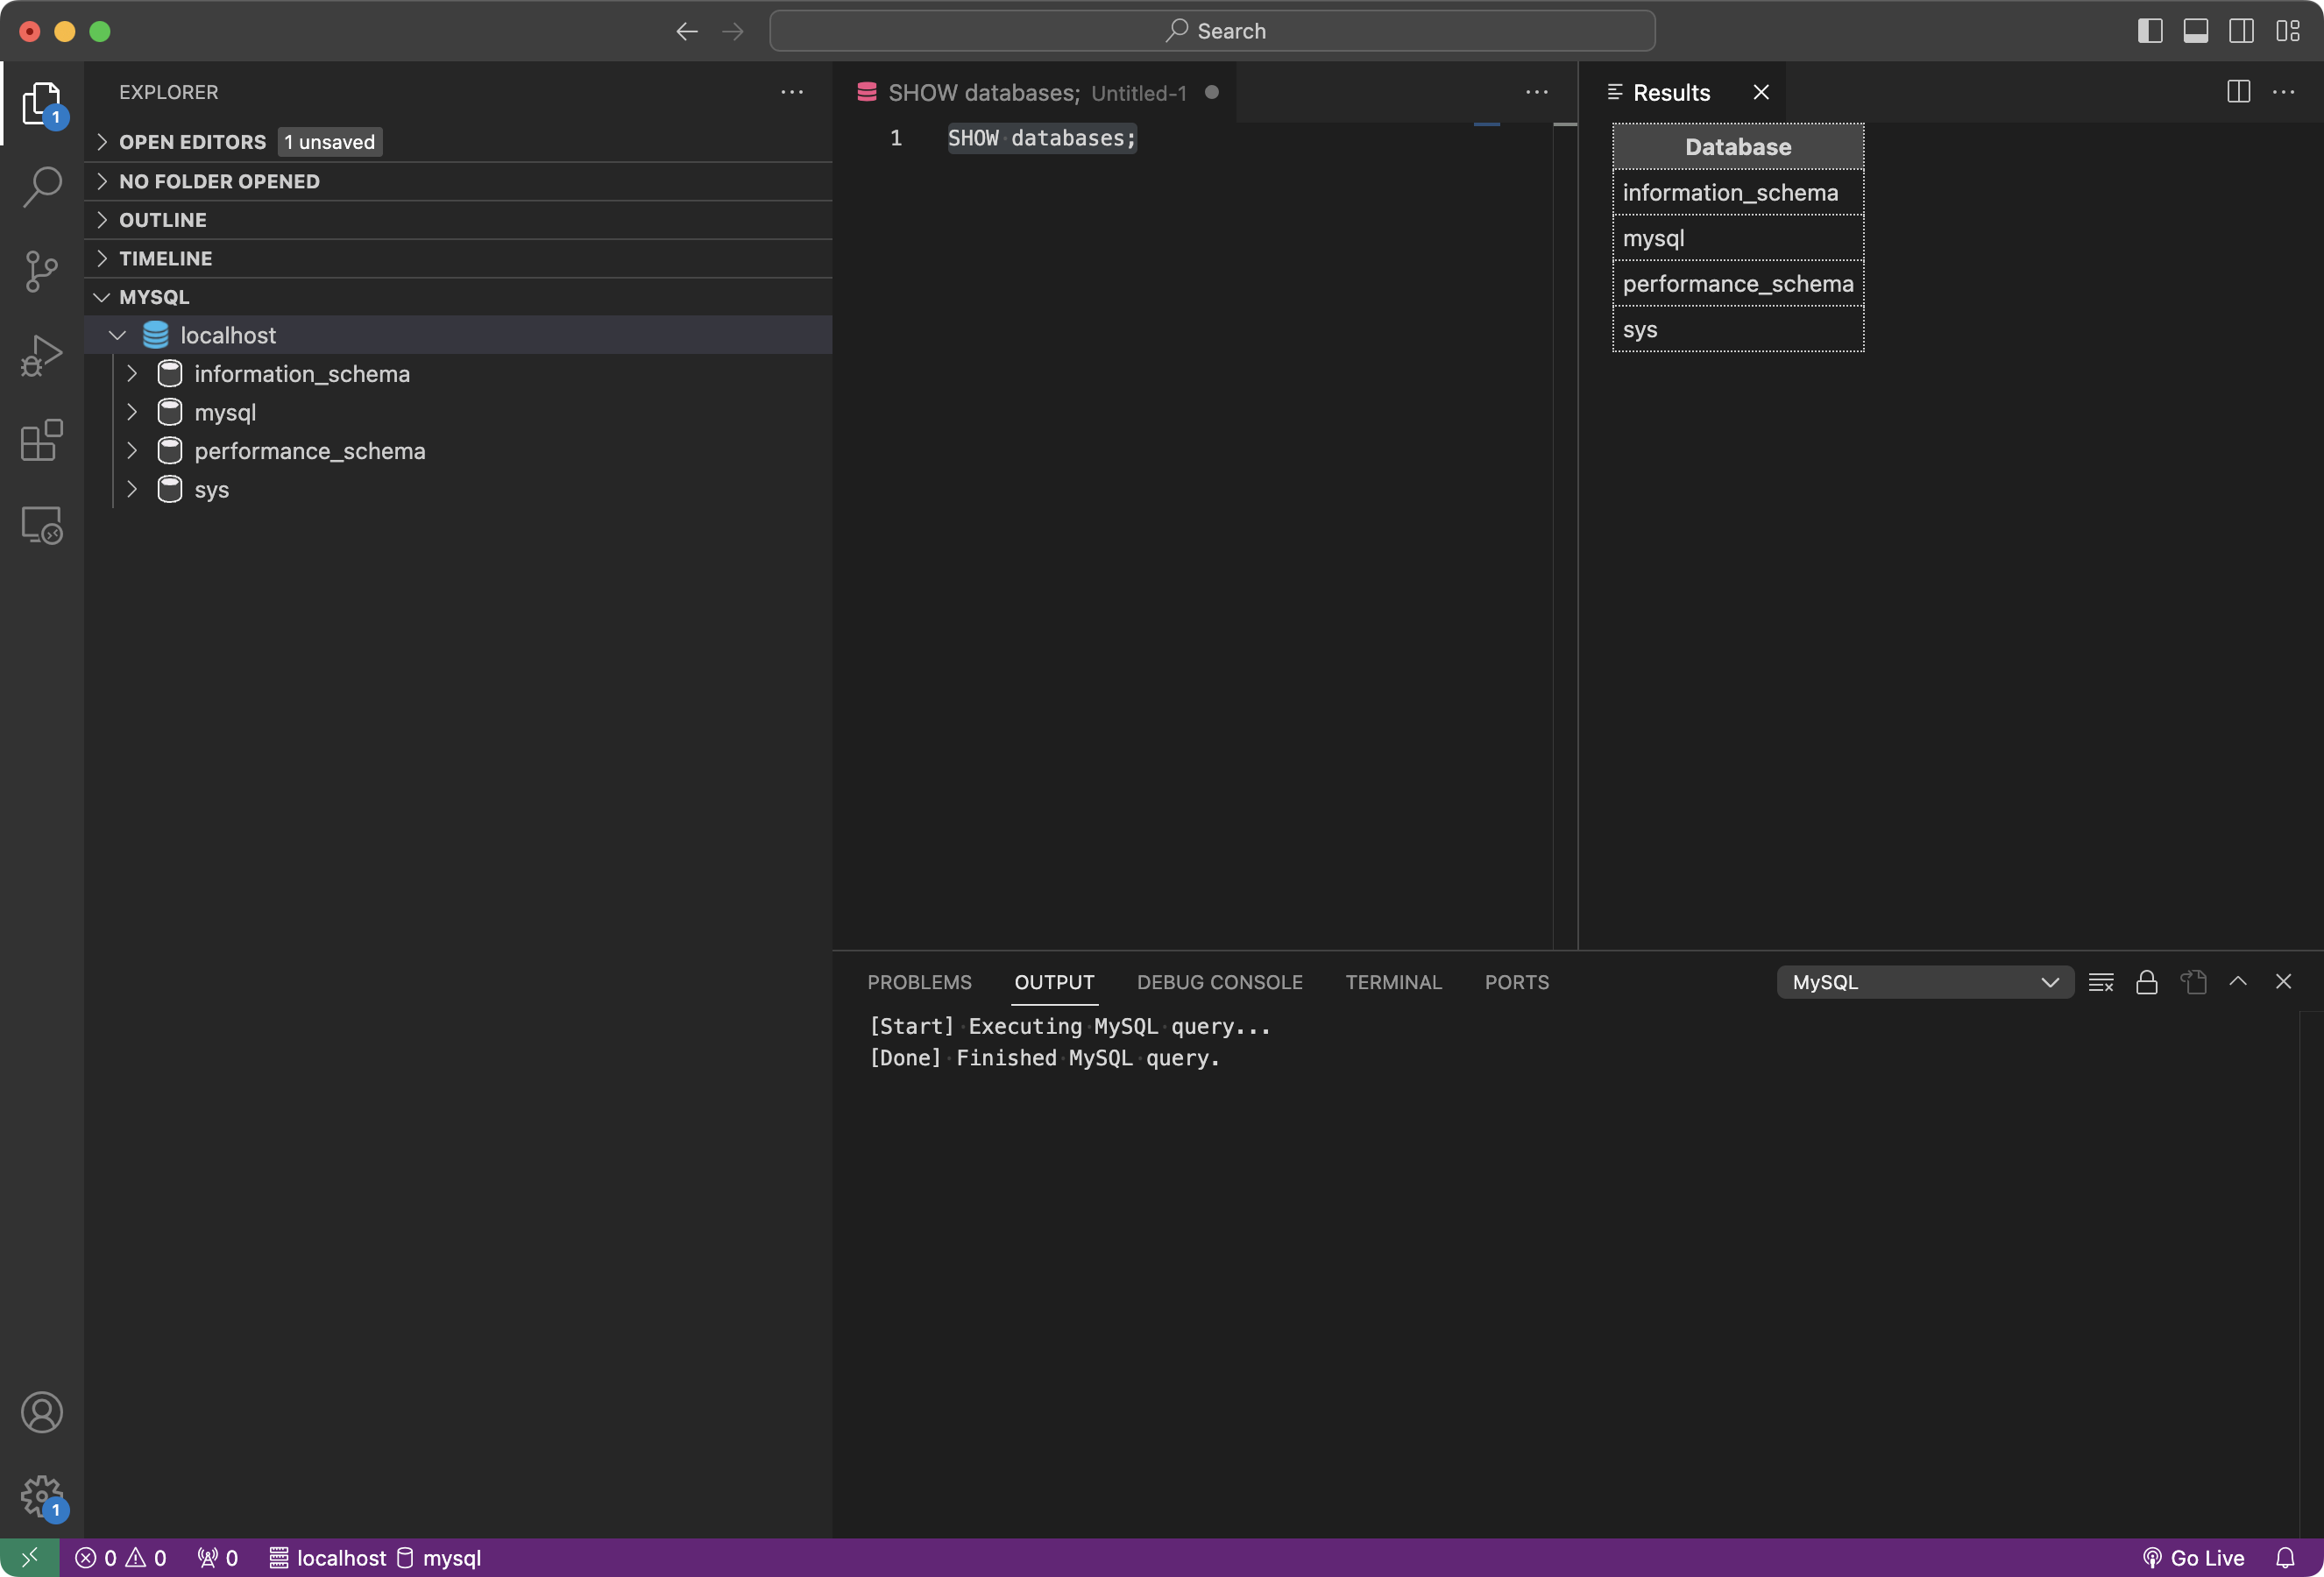 Search
EXPLORER
OPEN EDITORS 1 unsaved
NO FOLDER OPENED
OUTLINE
TIMELINE
MYSQL
localhost
information_schema
mysql
performance_schema
sys
1
1
SHOW databases; Untitled-1
1 SHOW databases;
Results
Database
information_schema
mysql
performance_schema
sys
PROBLEMS OUTPUT DEBUG CONSOLE TERMINAL PORTS MySQL
[Start] Executing MySQL query...
[Done] Finished MySQL query.
0 0 0 localhost mysql Go Live